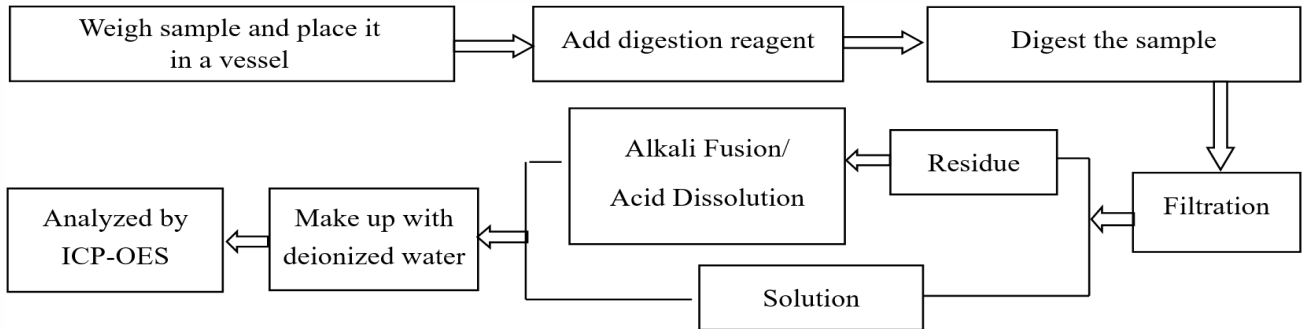 Weigh sample and place it
in a vessel
Add digestion reagent
Digest the sample
Filtration
Residue
Alkali Fusion/
Acid Dissolution
Solution
Make up with
deionized water
Analyzed by
ICP-OES